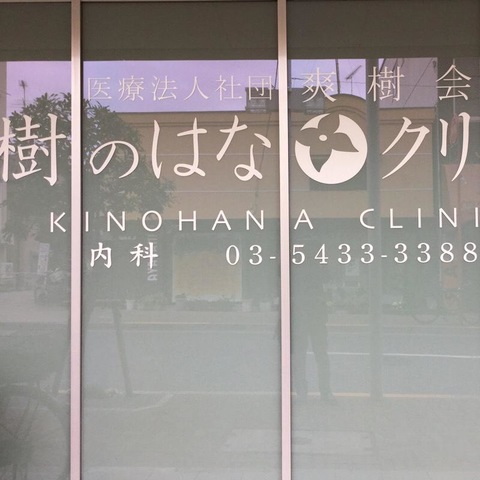 医療法人社団 爽樹会
樹のはな クリ
KINOHANA CLINI
内科 03-5433-3388